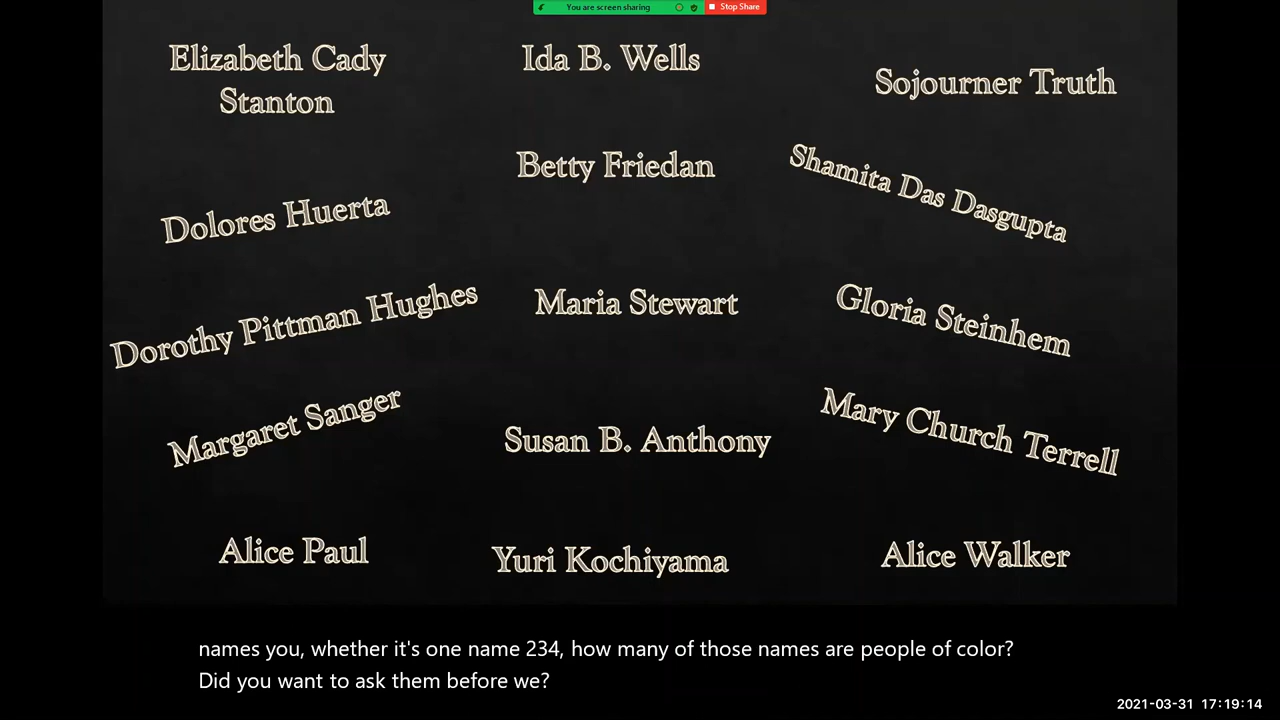 You are screen sharing
Stop Share
Elizabeth Cady
Stanton
Ida B. Wells
Sojourner Truth
Betty Friedan
Shamita Das Dasgupta
Dolores Huerta
Dorothy Pittman Hughes
Maria Stewart
Gloria Steinhem
Margaret Sanger
Susan B. Anthony
Mary Church Terrell
Alice Paul
Yuri Kochiyama
Alice Walker
names you, whether it's one name 234, how many of those names are people of color?
Did you want to ask them before we?
2021-03-31 17:19:14